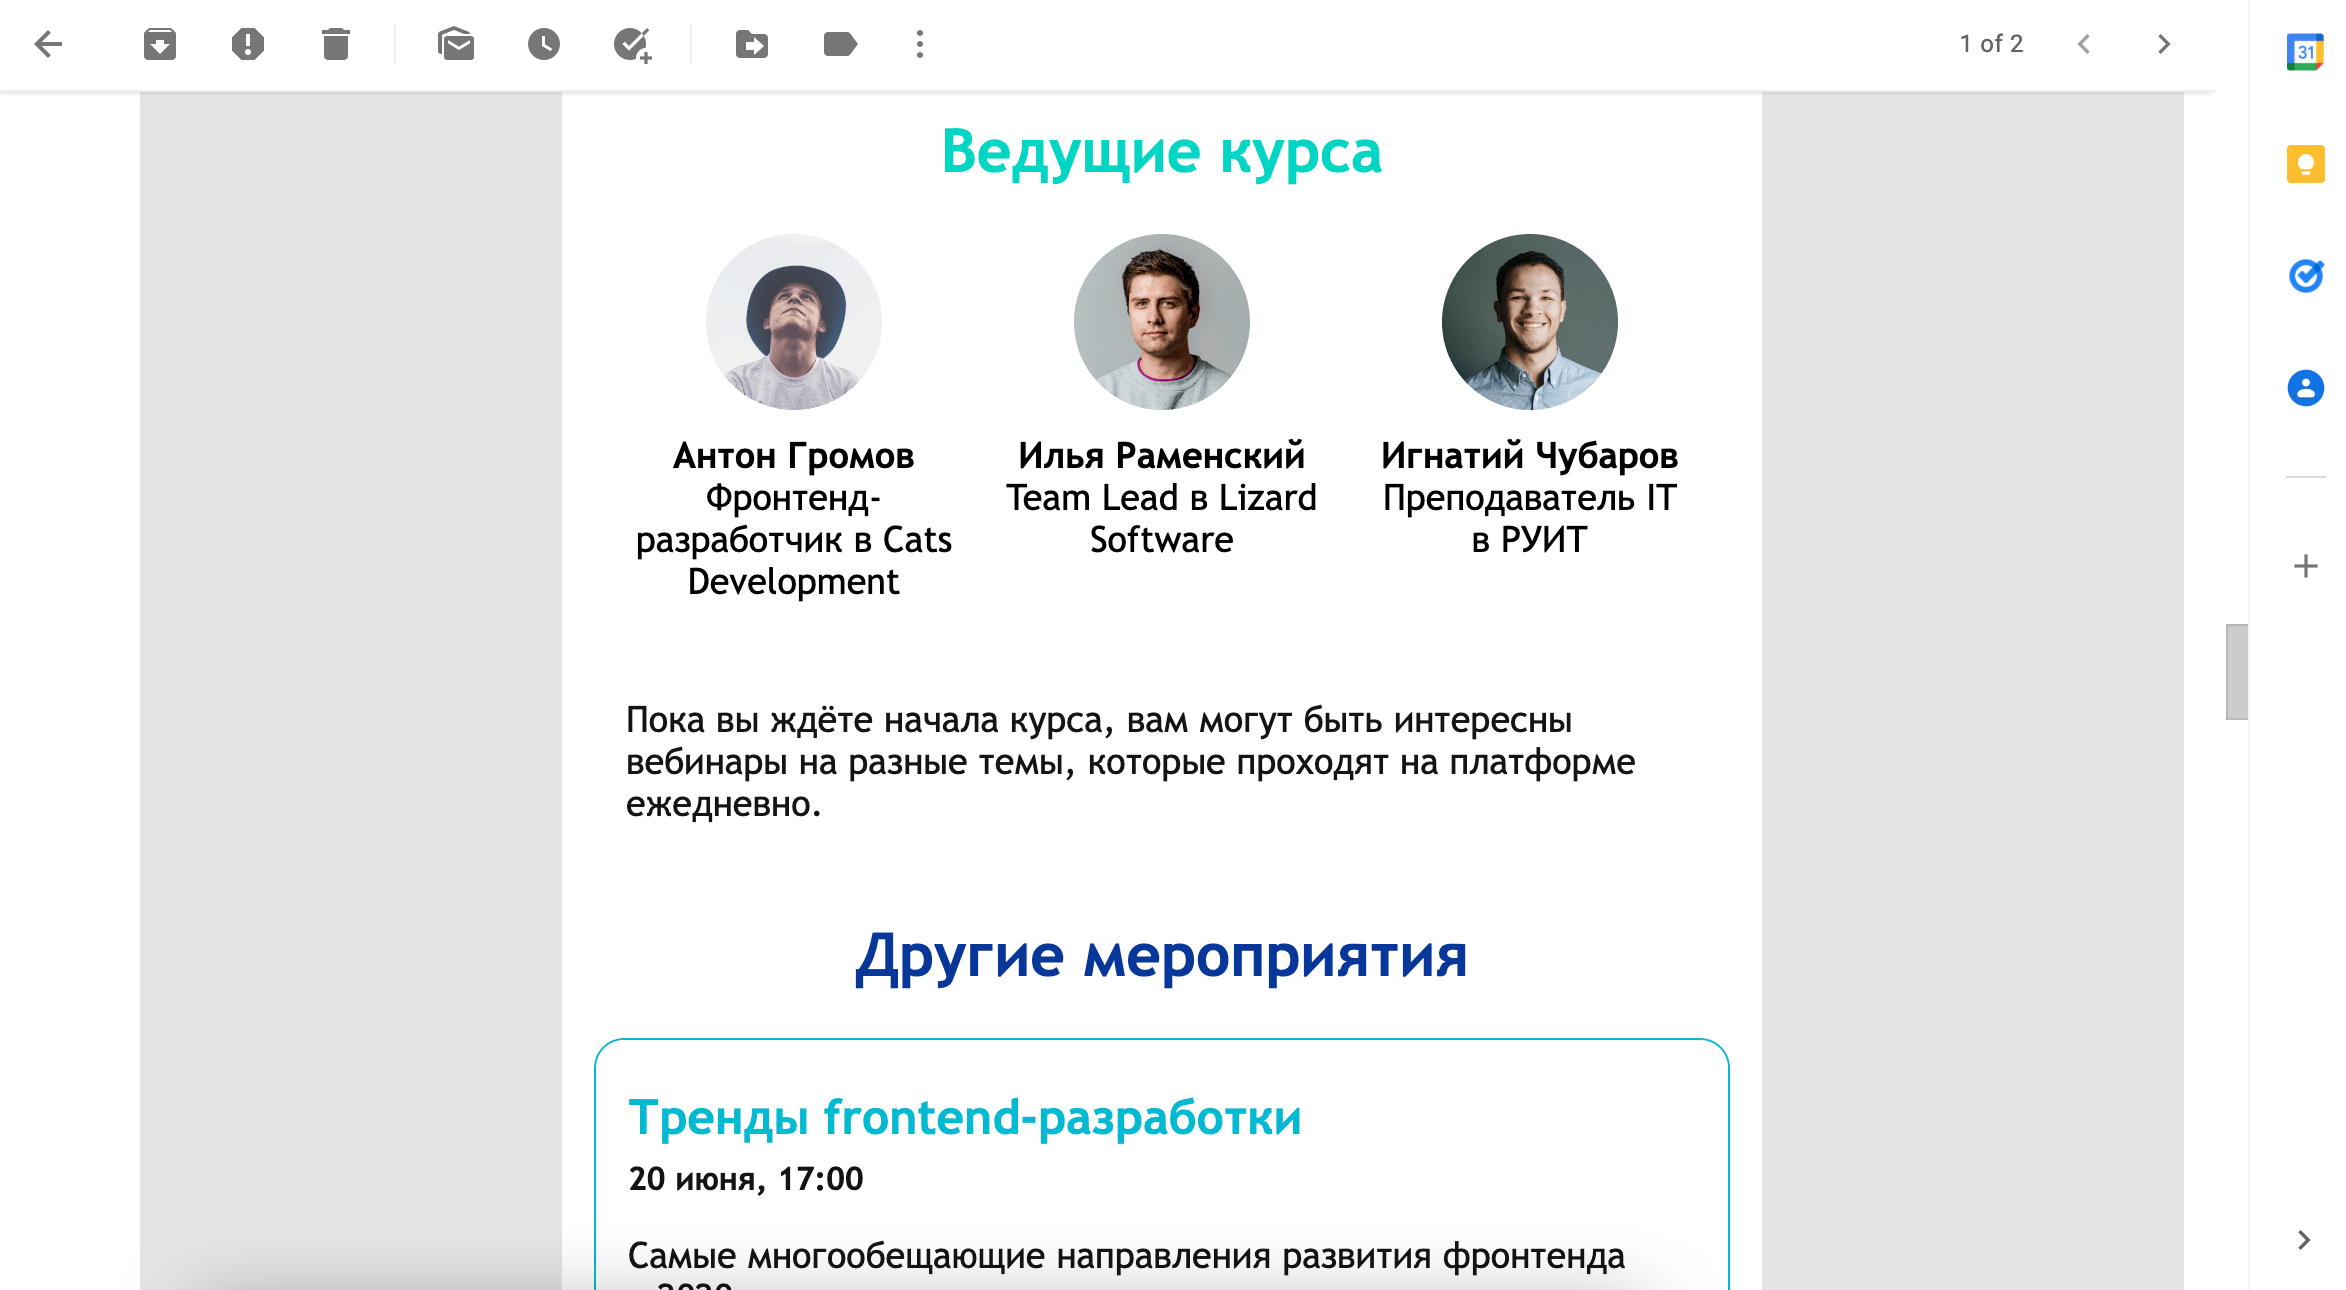 1 of 2
31
Ведущие курса
Антон Громов
Фронтенд-
разработчик в Cats
Development
Илья Раменский
Team Lead в Lizard
Software
Игнатий Чубаров
Преподаватель IT
в РУИТ
Пока вы ждёте начала курса, вам могут быть интересны
вебинары на разные темы, которые проходят на платформе
ежедневно.
Другие мероприятия
Тренды frontend-разработки
20 июня, 17:00
Самые многообещающие направления развития фронтенда